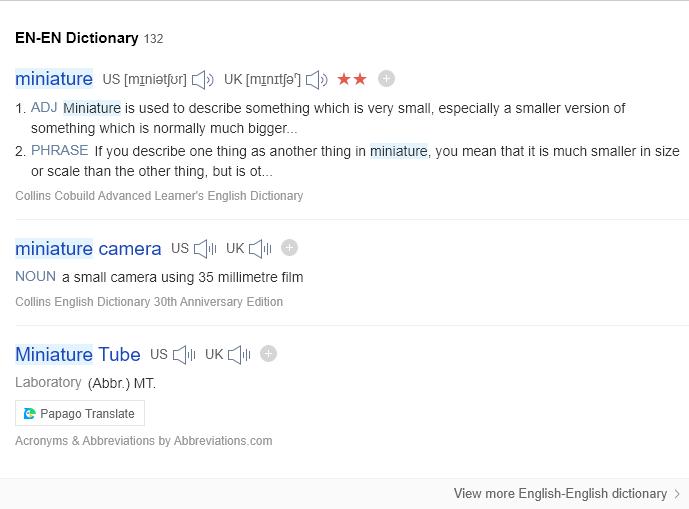 EN-EN Dictionary 132
miniature US [mɪniətʃʊr] UK [mɪnɪtʃəʳ] ★★
1. ADJ Miniature is used to describe something which is very small, especially a smaller version of
something which is normally much bigger...
2. PHRASE If you describe one thing as another thing in miniature, you mean that it is much smaller in size
or scale than the other thing, but is ot...
Collins Cobuild Advanced Learner's English Dictionary
miniature camera US UK
NOUN a small camera using 35 millimetre film
Collins English Dictionary 30th Anniversary Edition
Miniature Tube US UK
Laboratory (Abbr.) MT.
Papago Translate
Acronyms & Abbreviations by Abbreviations.com
View more English-English dictionary >